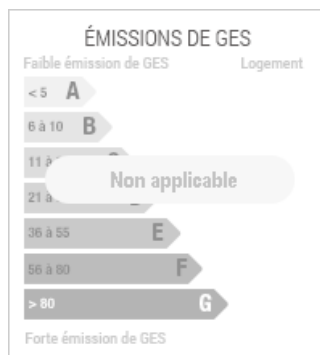 ÉMISSIONS DE GES
Faible émission de GES Logement
< 5 A
6 à 10 B
11 à
Non applicable
21 à
36 à 55 E
56 à 80 F
> 80 G
Forte émission de GES